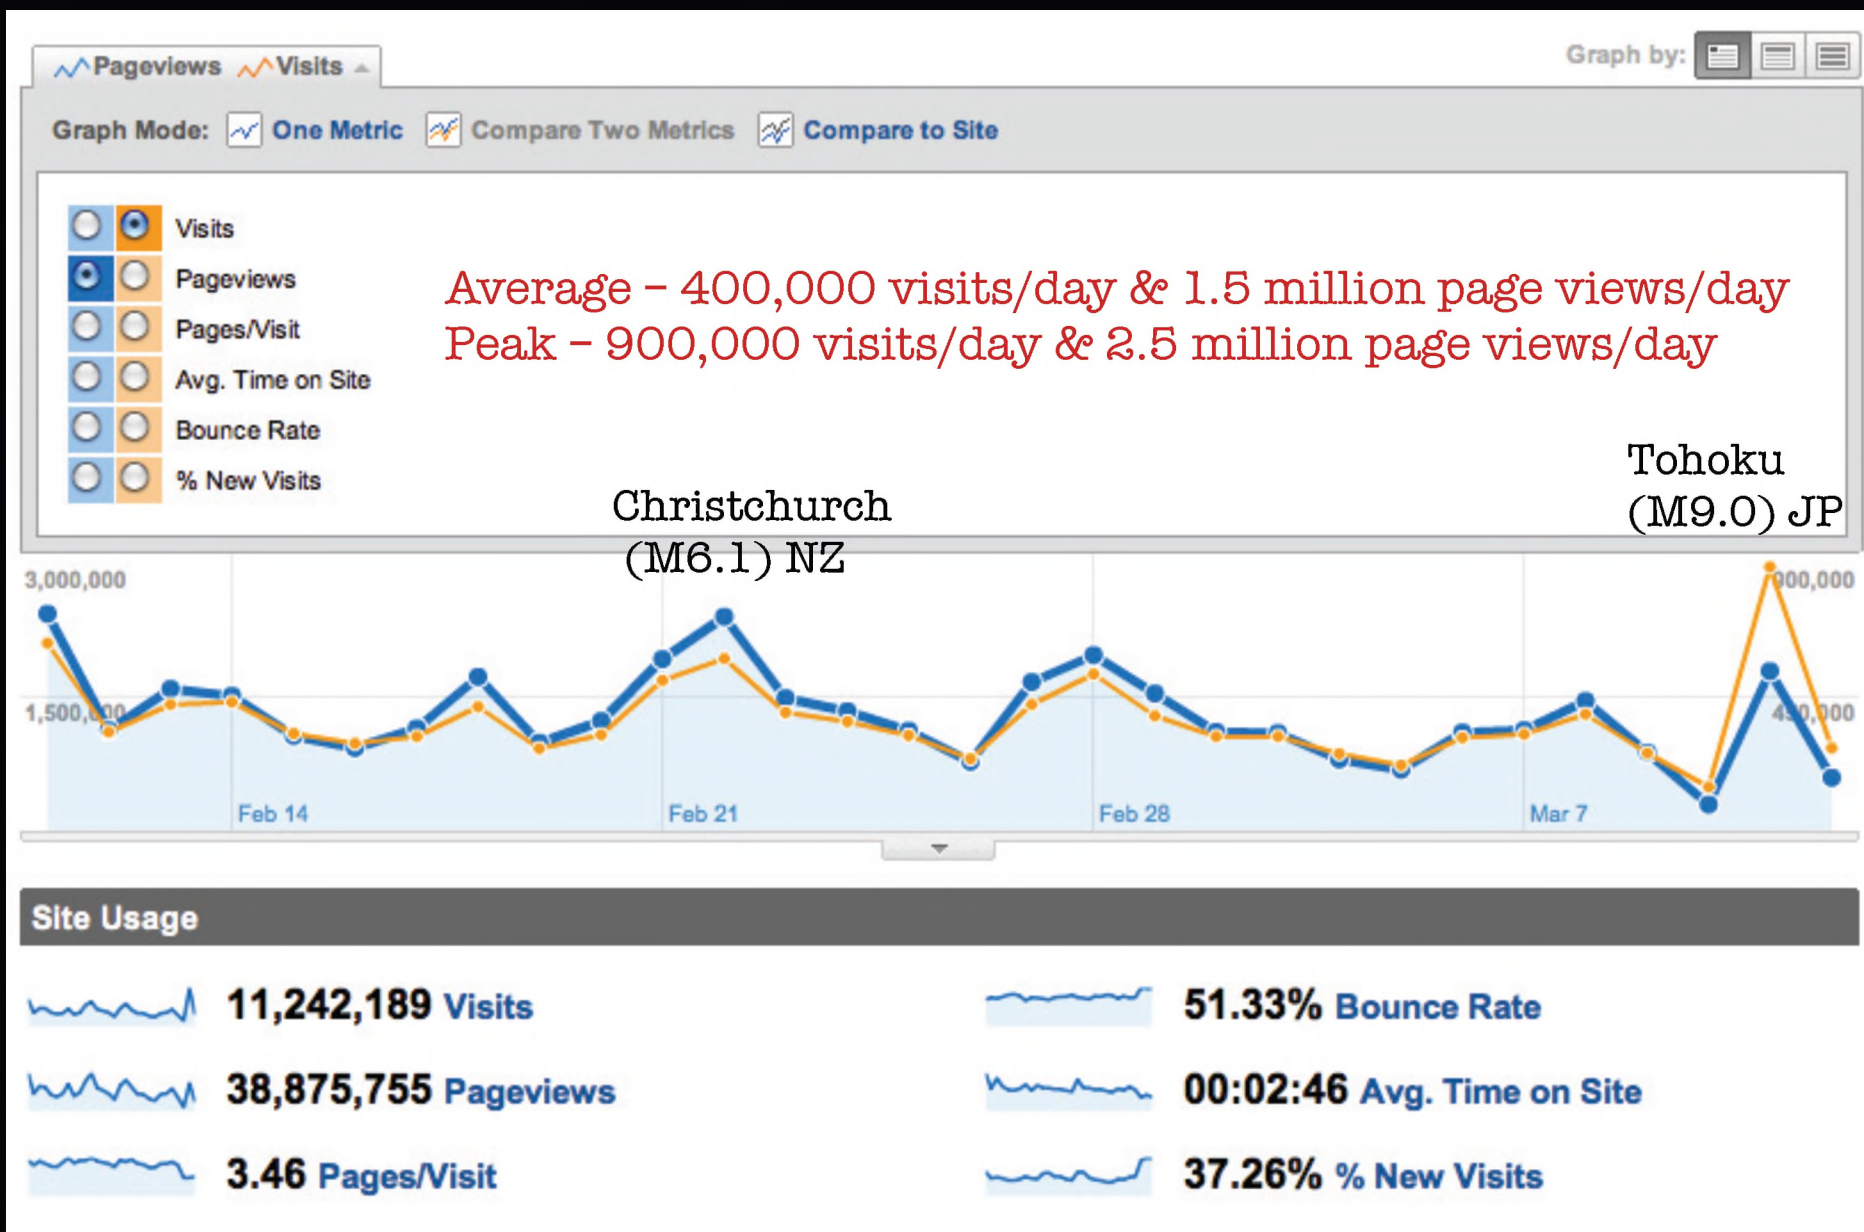 Pageviews Visits
Graph by:
Graph Mode: One Metric Compare Two Metrics Compare to Site
Visits
Pageviews
Pages/Visit
Avg. Time on Site
Bounce Rate
% New Visits
Average – 400,000 visits/day & 1.5 million page views/day
Peak – 900,000 visits/day & 2.5 million page views/day
Christchurch
(M6.1) NZ
Tohoku
(M9.0) JP
3,000,000
900,000
1,500,000
450,000
Feb 14
Feb 21
Feb 28
Mar 7
Site Usage
11,242,189 Visits
51.33% Bounce Rate
38,875,755 Pageviews
00:02:46 Avg. Time on Site
3.46 Pages/Visit
37.26% % New Visits